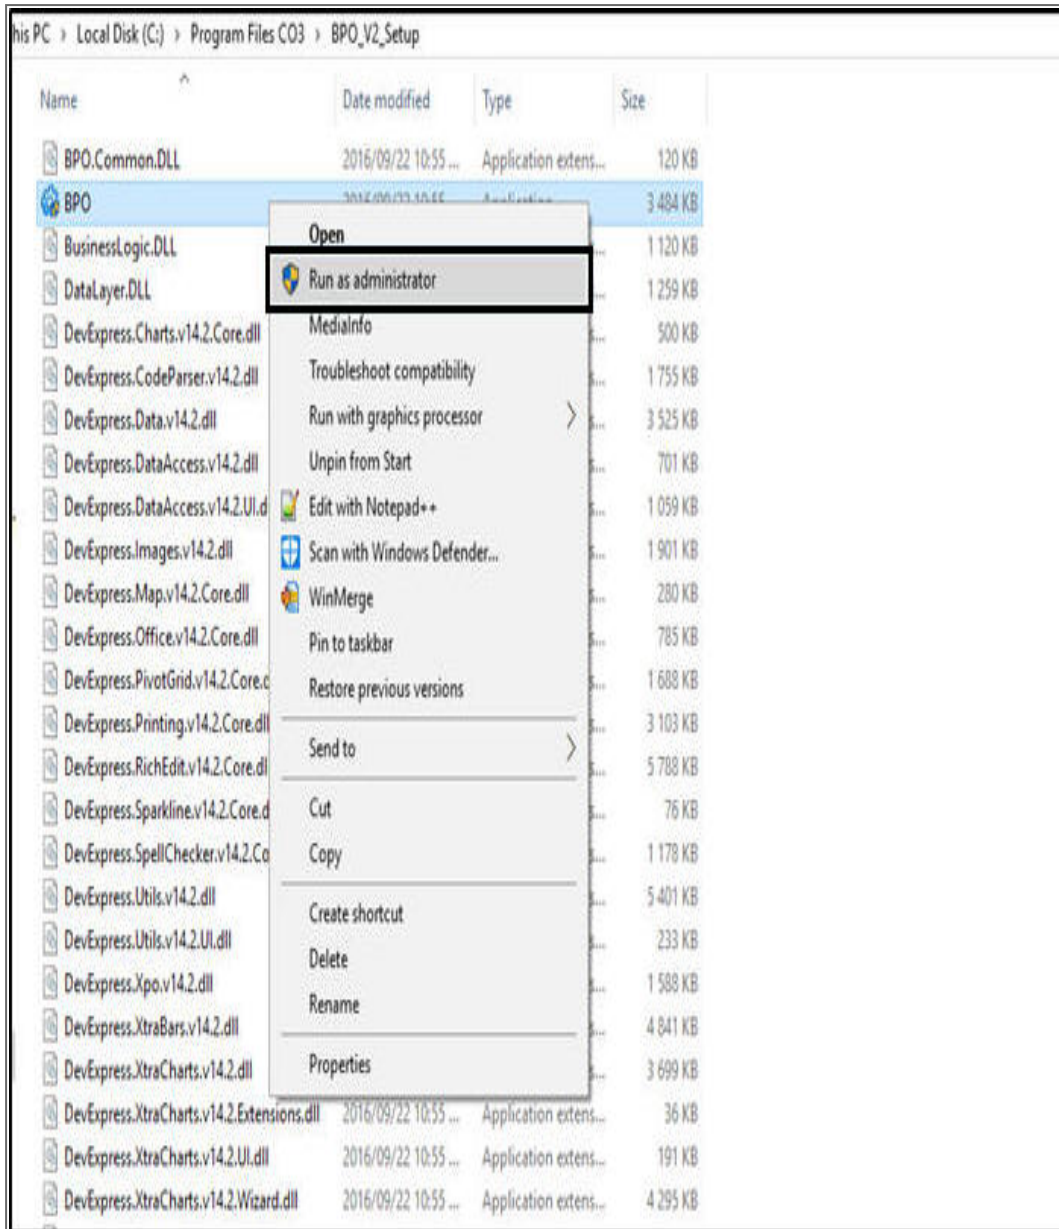 his PC › Local Disk (C:) › Program Files CO3 › BPO_V2_Setup
Name Date modified Type Size
BPO.Common.DLL 2016/09/22 10:55 ... Application extens... 120 KB
BPO 2016/09/22 10:55 Application 3 484 KB
Open
BusinessLogic.DLL 1 120 KB
Run as administrator
DataLayer.DLL 1 259 KB
MediaInfo
DevExpress.Charts.v14.2.Core.dll 500 KB
Troubleshoot compatibility
DevExpress.CodeParser.v14.2.dll 1 755 KB
Run with graphics processor
DevExpress.Data.v14.2.dll 3 525 KB
Unpin from Start
DevExpress.DataAccess.v14.2.dll 701 KB
Edit with Notepad++
DevExpress.DataAccess.v14.2.UI.d 1 059 KB
Scan with Windows Defender...
DevExpress.Images.v14.2.dll 1 901 KB
WinMerge
DevExpress.Map.v14.2.Core.dll 280 KB
Pin to taskbar
DevExpress.Office.v14.2.Core.dll 785 KB
Restore previous versions
DevExpress.PivotGrid.v14.2.Core.d 1 688 KB
DevExpress.Printing.v14.2.Core.dll 3 103 KB
Send to
DevExpress.RichEdit.v14.2.Core.dl 5 788 KB
Cut
DevExpress.Sparkline.v14.2.Core.d 76 KB
Copy
DevExpress.SpellChecker.v14.2.Co 1 178 KB
DevExpress.Utils.v14.2.dll 5 401 KB
Create shortcut
DevExpress.Utils.v14.2.UI.dll 233 KB
Delete
DevExpress.Xpo.v14.2.dll 1 588 KB
Rename
DevExpress.XtraBars.v14.2.dll 4 841 KB
Properties
DevExpress.XtraCharts.v14.2.dll 3 699 KB
DevExpress.XtraCharts.v14.2.Extensions.dll 2016/09/22 10:55 ... Application extens... 36 KB
DevExpress.XtraCharts.v14.2.UI.dll 2016/09/22 10:55 ... Application extens... 191 KB
DevExpress.XtraCharts.v14.2.Wizard.dll 2016/09/22 10:55 ... Application extens... 4 295 KB